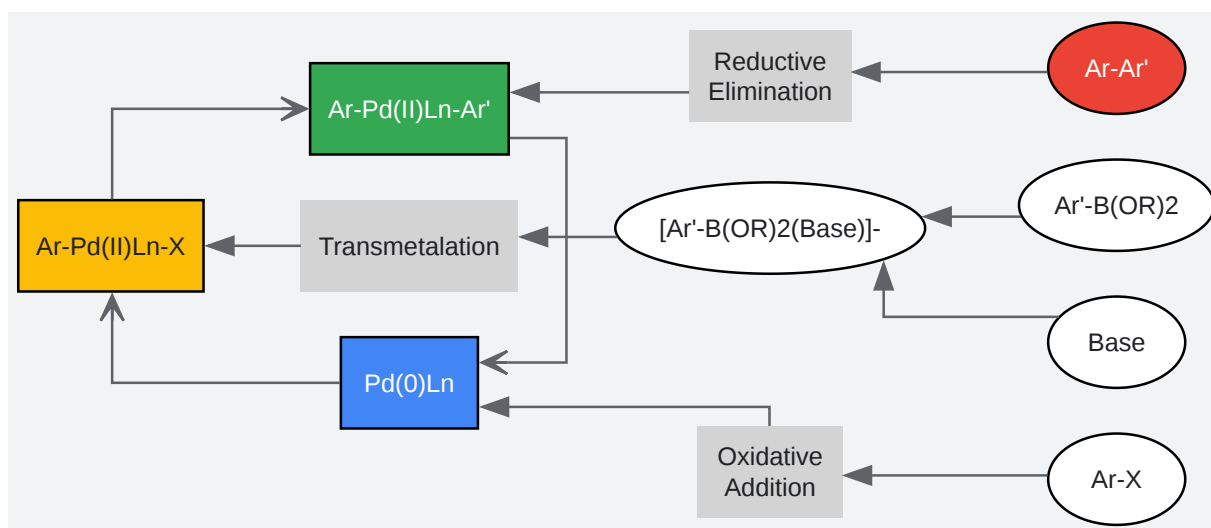 Reductive
Elimination
Ar-Ar'
Ar-Pd(II)Ln-Ar'
Ar'-B(OR)2
[Ar'-B(OR)2(Base)]-
Ar-Pd(II)Ln-X
Transmetalation
Base
Pd(0)Ln
Oxidative
Addition
Ar-X